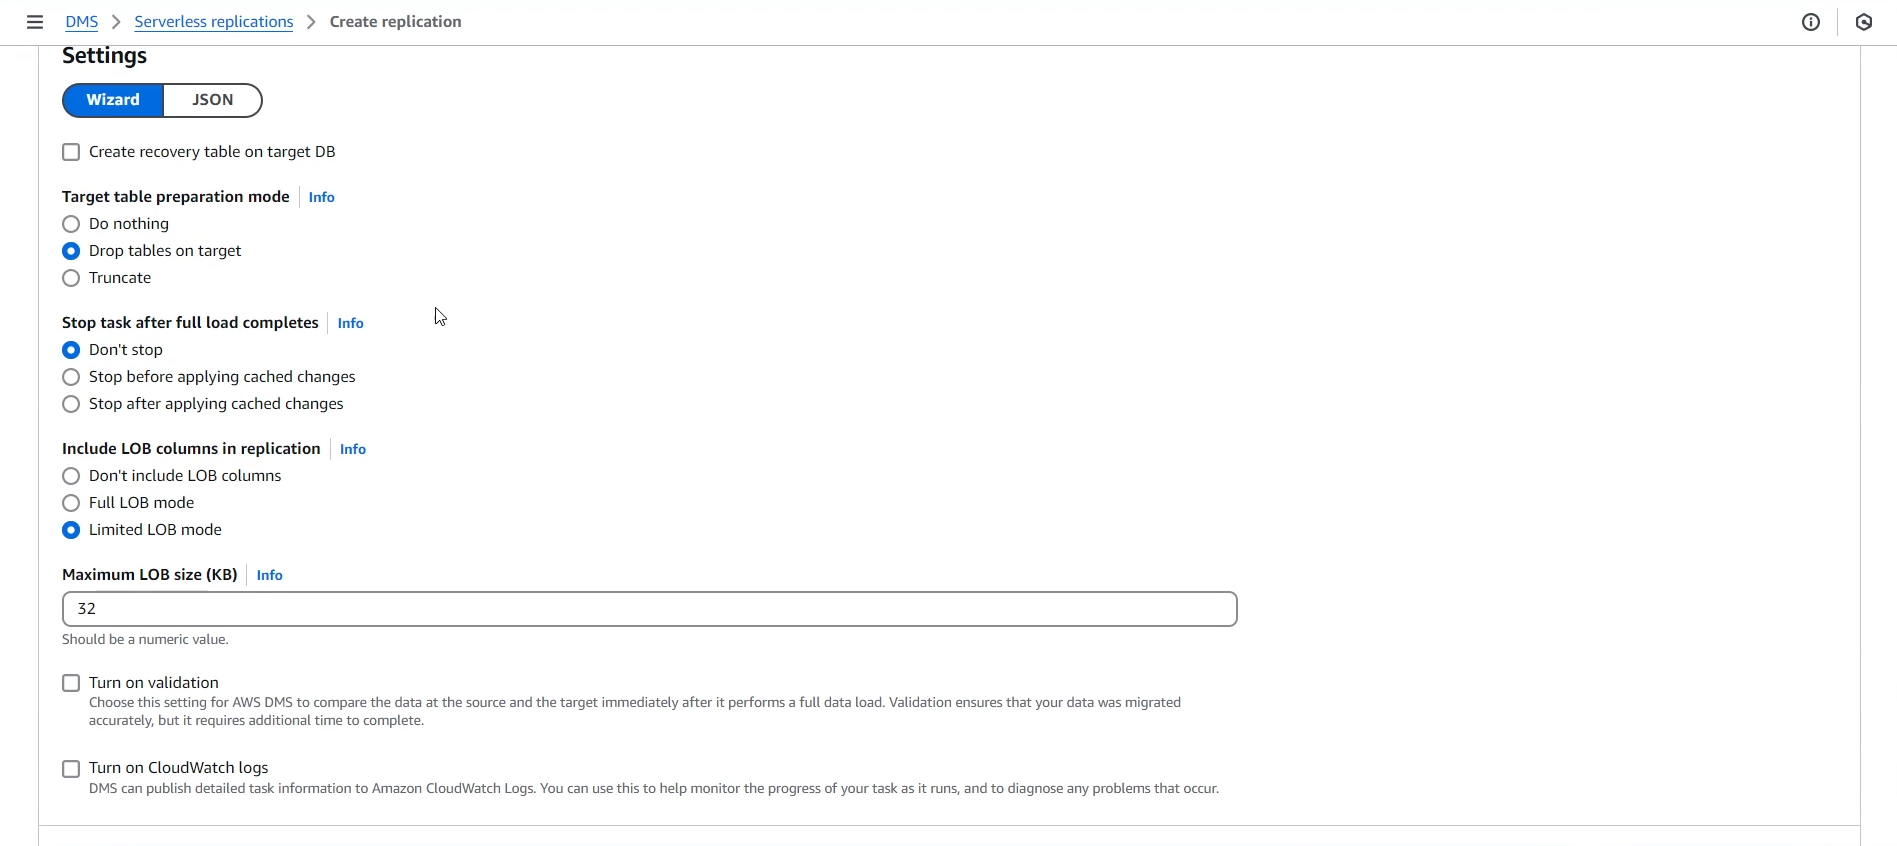 DMS > Serverless replications > Create replication
Settings
Wizard JSON
Create recovery table on target DB
Target table preparation mode Info
Do nothing
Drop tables on target
Truncate
Stop task after full load completes Info
Don't stop
Stop before applying cached changes
Stop after applying cached changes
Include LOB columns in replication Info
Don't include LOB columns
Full LOB mode
Limited LOB mode
Maximum LOB size (KB) Info
32
Should be a numeric value.
Turn on validation
Choose this setting for AWS DMS to compare the data at the source and the target immediately after it performs a full data load. Validation ensures that your data was migrated
accurately, but it requires additional time to complete.
Turn on CloudWatch logs
DMS can publish detailed task information to Amazon CloudWatch Logs. You can use this to help monitor the progress of your task as it runs, and to diagnose any problems that occur.